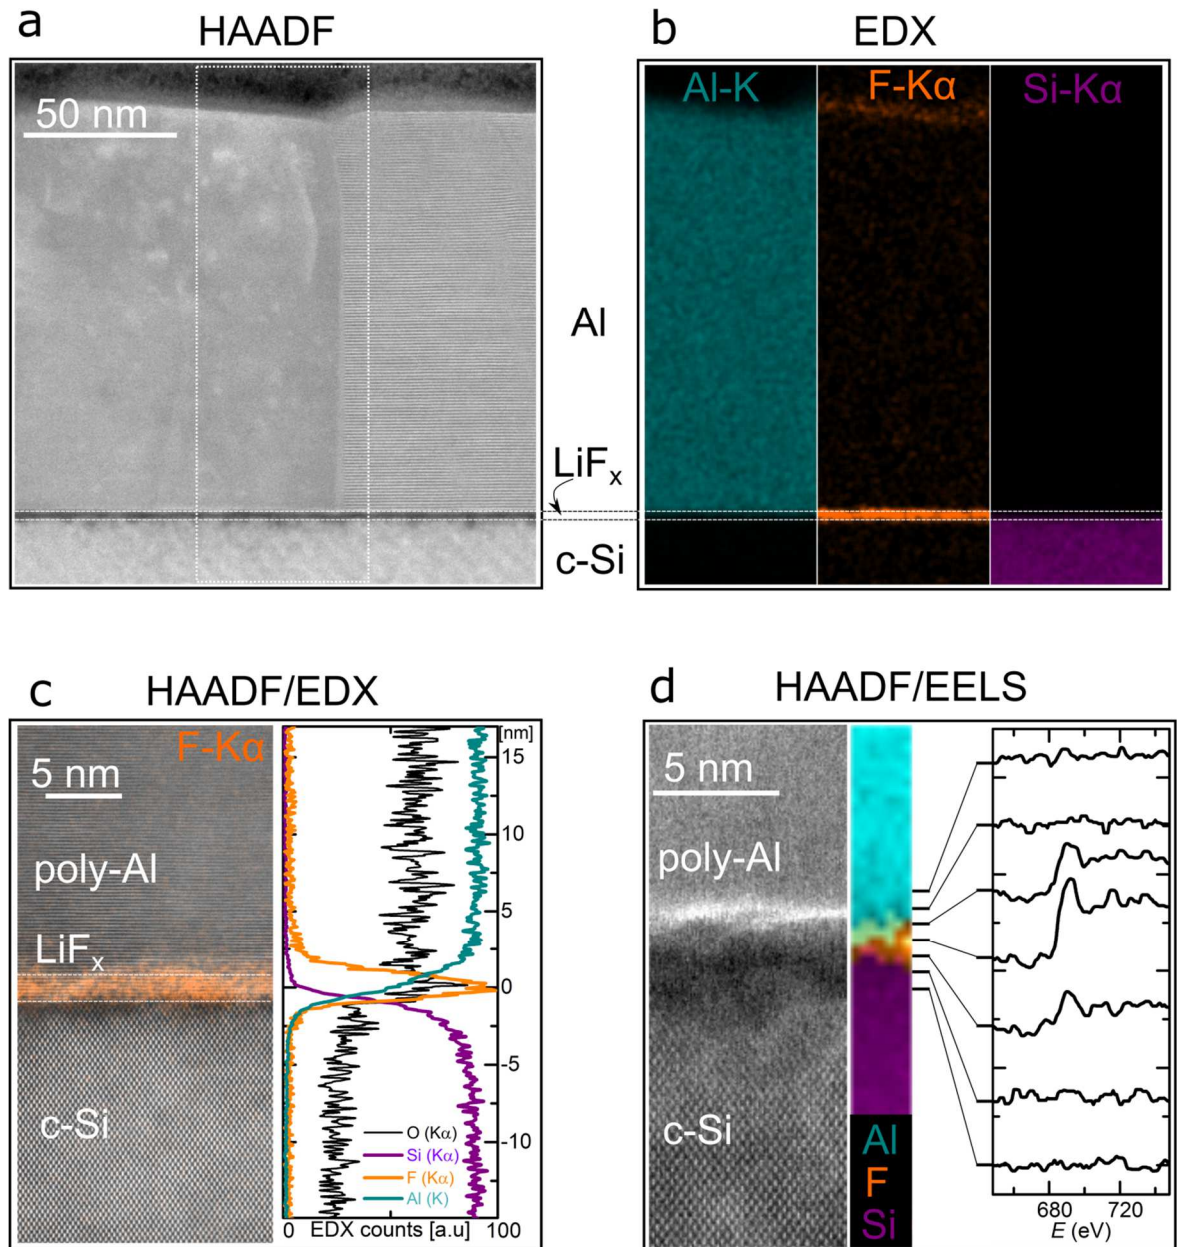 a
HAADF
50 nm
Al
LiFx
c-Si
b
EDX
Al-K
F-Kα
Si-Kα
c
HAADF/EDX
F-Kα
5 nm
poly-Al
LiFx
c-Si
[nm]
15
10
5
0
-5
-10
O (Kα)
Si (Kα)
F (Kα)
Al (K)
0 EDX counts [a.u] 100
d
HAADF/EELS
5 nm
poly-Al
c-Si
Al
F
Si
680 720
E (eV)